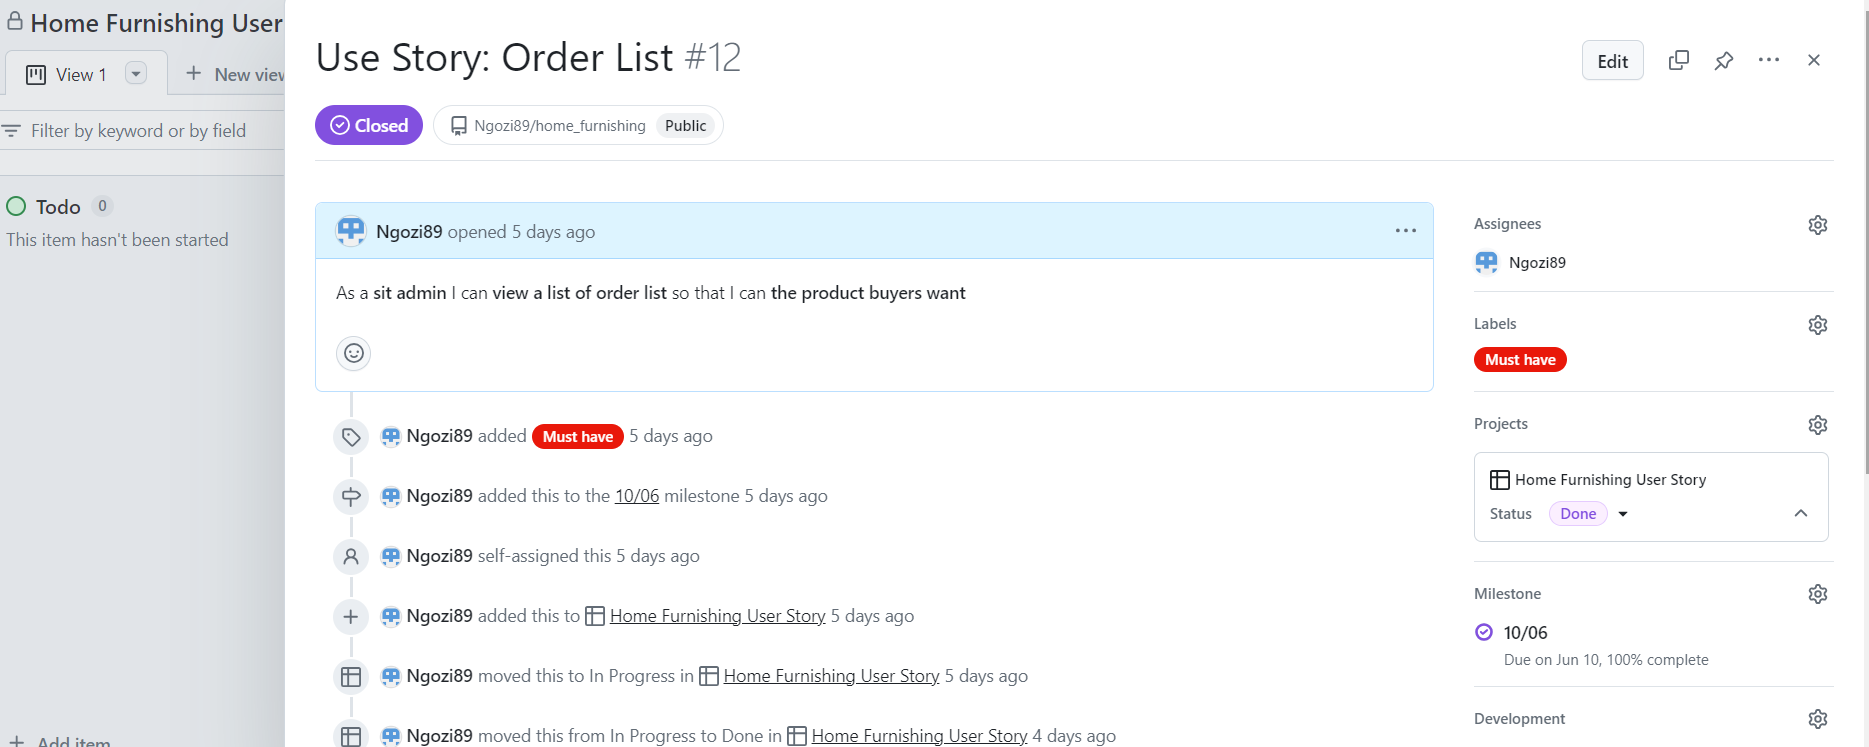 Home Furnishing User
View 1
New view
Filter by keyword or by field
Todo 0
This item hasn't been started
Add item
Use Story: Order List #12
Edit
Closed
Ngozi89/home_furnishing Public
Ngozi89 opened 5 days ago
As a sit admin I can view a list of order list so that I can the product buyers want
Ngozi89 added Must have 5 days ago
Ngozi89 added this to the 10/06 milestone 5 days ago
Ngozi89 self-assigned this 5 days ago
Ngozi89 added this to Home Furnishing User Story 5 days ago
Ngozi89 moved this to In Progress in Home Furnishing User Story 5 days ago
Ngozi89 moved this from In Progress to Done in Home Furnishing User Story 4 days ago
Assignees
Ngozi89
Labels
Must have
Projects
Home Furnishing User Story
Status Done
Milestone
10/06
Due on Jun 10, 100% complete
Development